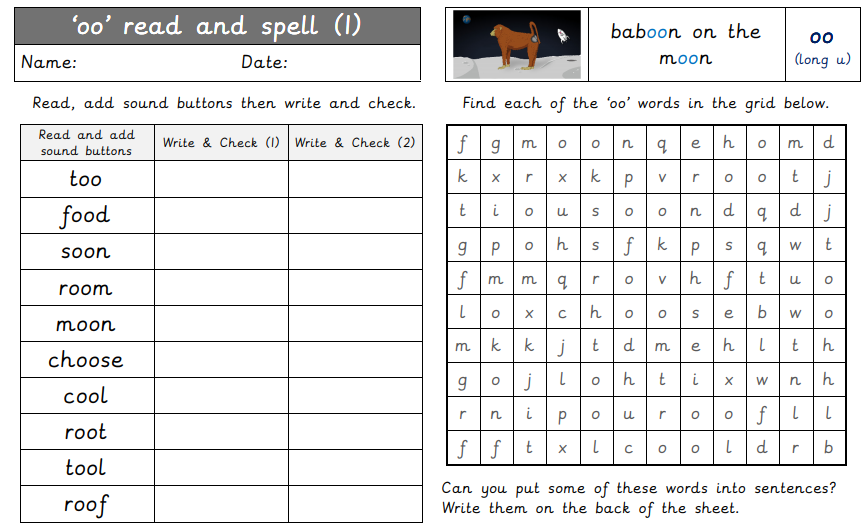 ‘oo’ read and spell (1)
Name: Date:
Read, add sound buttons then write and check.
Read and add sound buttons Write & Check (1) Write & Check (2)
too
food
soon
room
moon
choose
cool
root
tool
roof
baboon on the
moon
oo
(long u)
Find each of the ‘oo’ words in the grid below.
f g m o o n q e h o m d
k x r x k p v r o o t j
t i o u s o o n d q d j
g p o h s f k p s q w t
f m m q r o v h f t u o
l o x c h o o s e b w o
m k k j t d m e h l t h
g o j l o h t i x w n h
r n i p o u r o o f l l
f f t x l c o o l d r b
Can you put some of these words into sentences?
Write them on the back of the sheet.